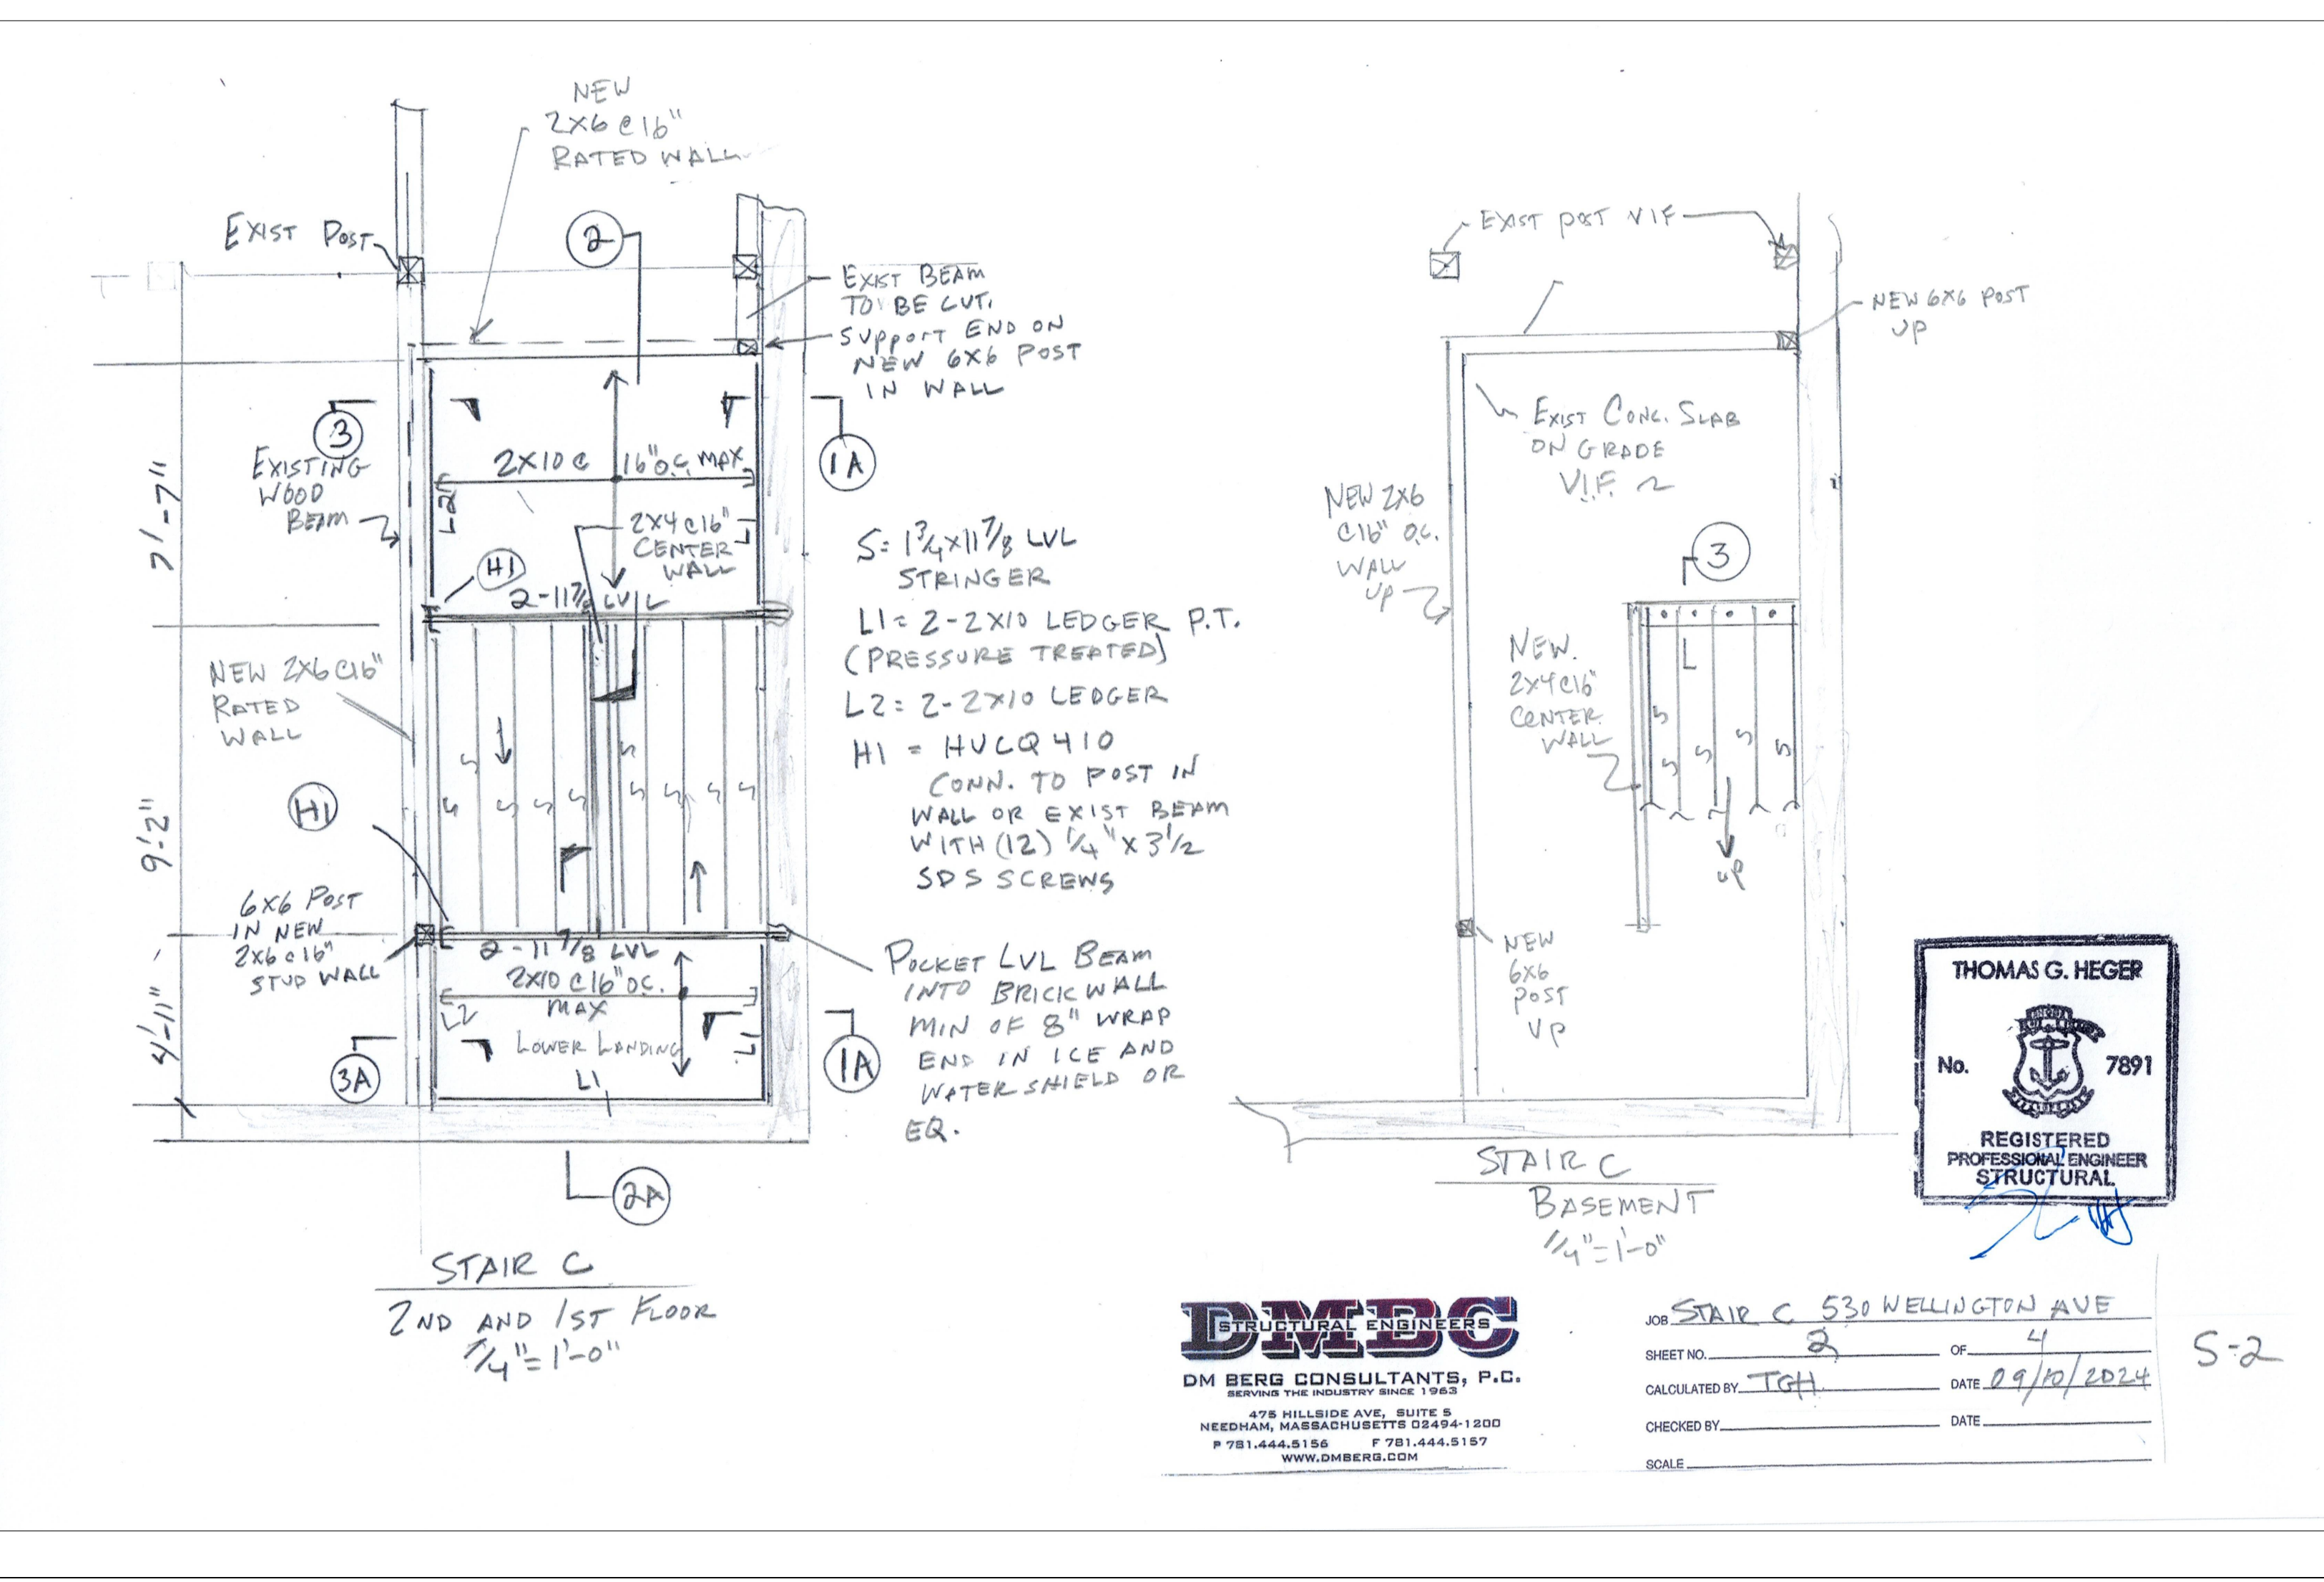 NEW
2X6 @ 16"
RATED WALL
EXIST POST
2
EXIST BEAM
TO BE CUT.
SUPPORT END ON
NEW 6X6 POST
IN WALL
3
EXISTING
WOOD
BEAM
1A
2X10 @ 16" O.C. MAX
L2
2X4 @ 16"
CENTER
WALL
L1
H1
2-11 7/8 LVL
7'-7"
S= 1 3/4 X 11 7/8 LVL
STRINGER
L1= 2-2X10 LEDGER P.T.
(PRESSURE TREATED)
L2= 2-2X10 LEDGER
H1 = HUCQ 410
CONN. TO POST IN
WALL OR EXIST BEAM
WITH (12) 1/4" X 3 1/2
SDS SCREWS
NEW 2X6 @ 16"
RATED
WALL
S S S S S S S S S
H1
9'-2"
6X6 POST
IN NEW
2X6 @ 16"
STUD WALL
2-11 7/8 LVL
2X10 @ 16" O.C.
MAX
L2
LOWER LANDING
L1
L1
4'-11"
3A
1A
POCKET LVL BEAM
INTO BRICK WALL
MIN OF 8" WRAP
END IN ICE AND
WATER SHIELD OR
EQ.
2A
STAIR C
2ND AND 1ST FLOOR
1/4"=1'-0"
EXIST POST VIF
NEW 6X6 POST
UP
EXIST CONC. SLAB
ON GRADE
V.I.F.
NEW 2X6
@ 16" O.C.
WALL
UP
3
L
NEW.
2X4 @ 16"
CENTER
WALL
S S S S S
UP
NEW
6X6
POST
UP
STAIR C
BASEMENT
1/4"=1'-0"
THOMAS G. HEGER
No. 7891
REGISTERED
PROFESSIONAL ENGINEER
STRUCTURAL
DMBC
STRUCTURAL ENGINEERS
DM BERG CONSULTANTS, P.C.
SERVING THE INDUSTRY SINCE 1963
475 HILLSIDE AVE, SUITE 5
NEEDHAM, MASSACHUSETTS 02494-1200
P 781.444.5156 F 781.444.5157
WWW.DMBERG.COM
JOB STAIR C 530 WELLINGTON AVE
SHEET NO. 2 OF 4
CALCULATED BY TGH DATE 09/10/2024
CHECKED BY DATE
SCALE
S-2